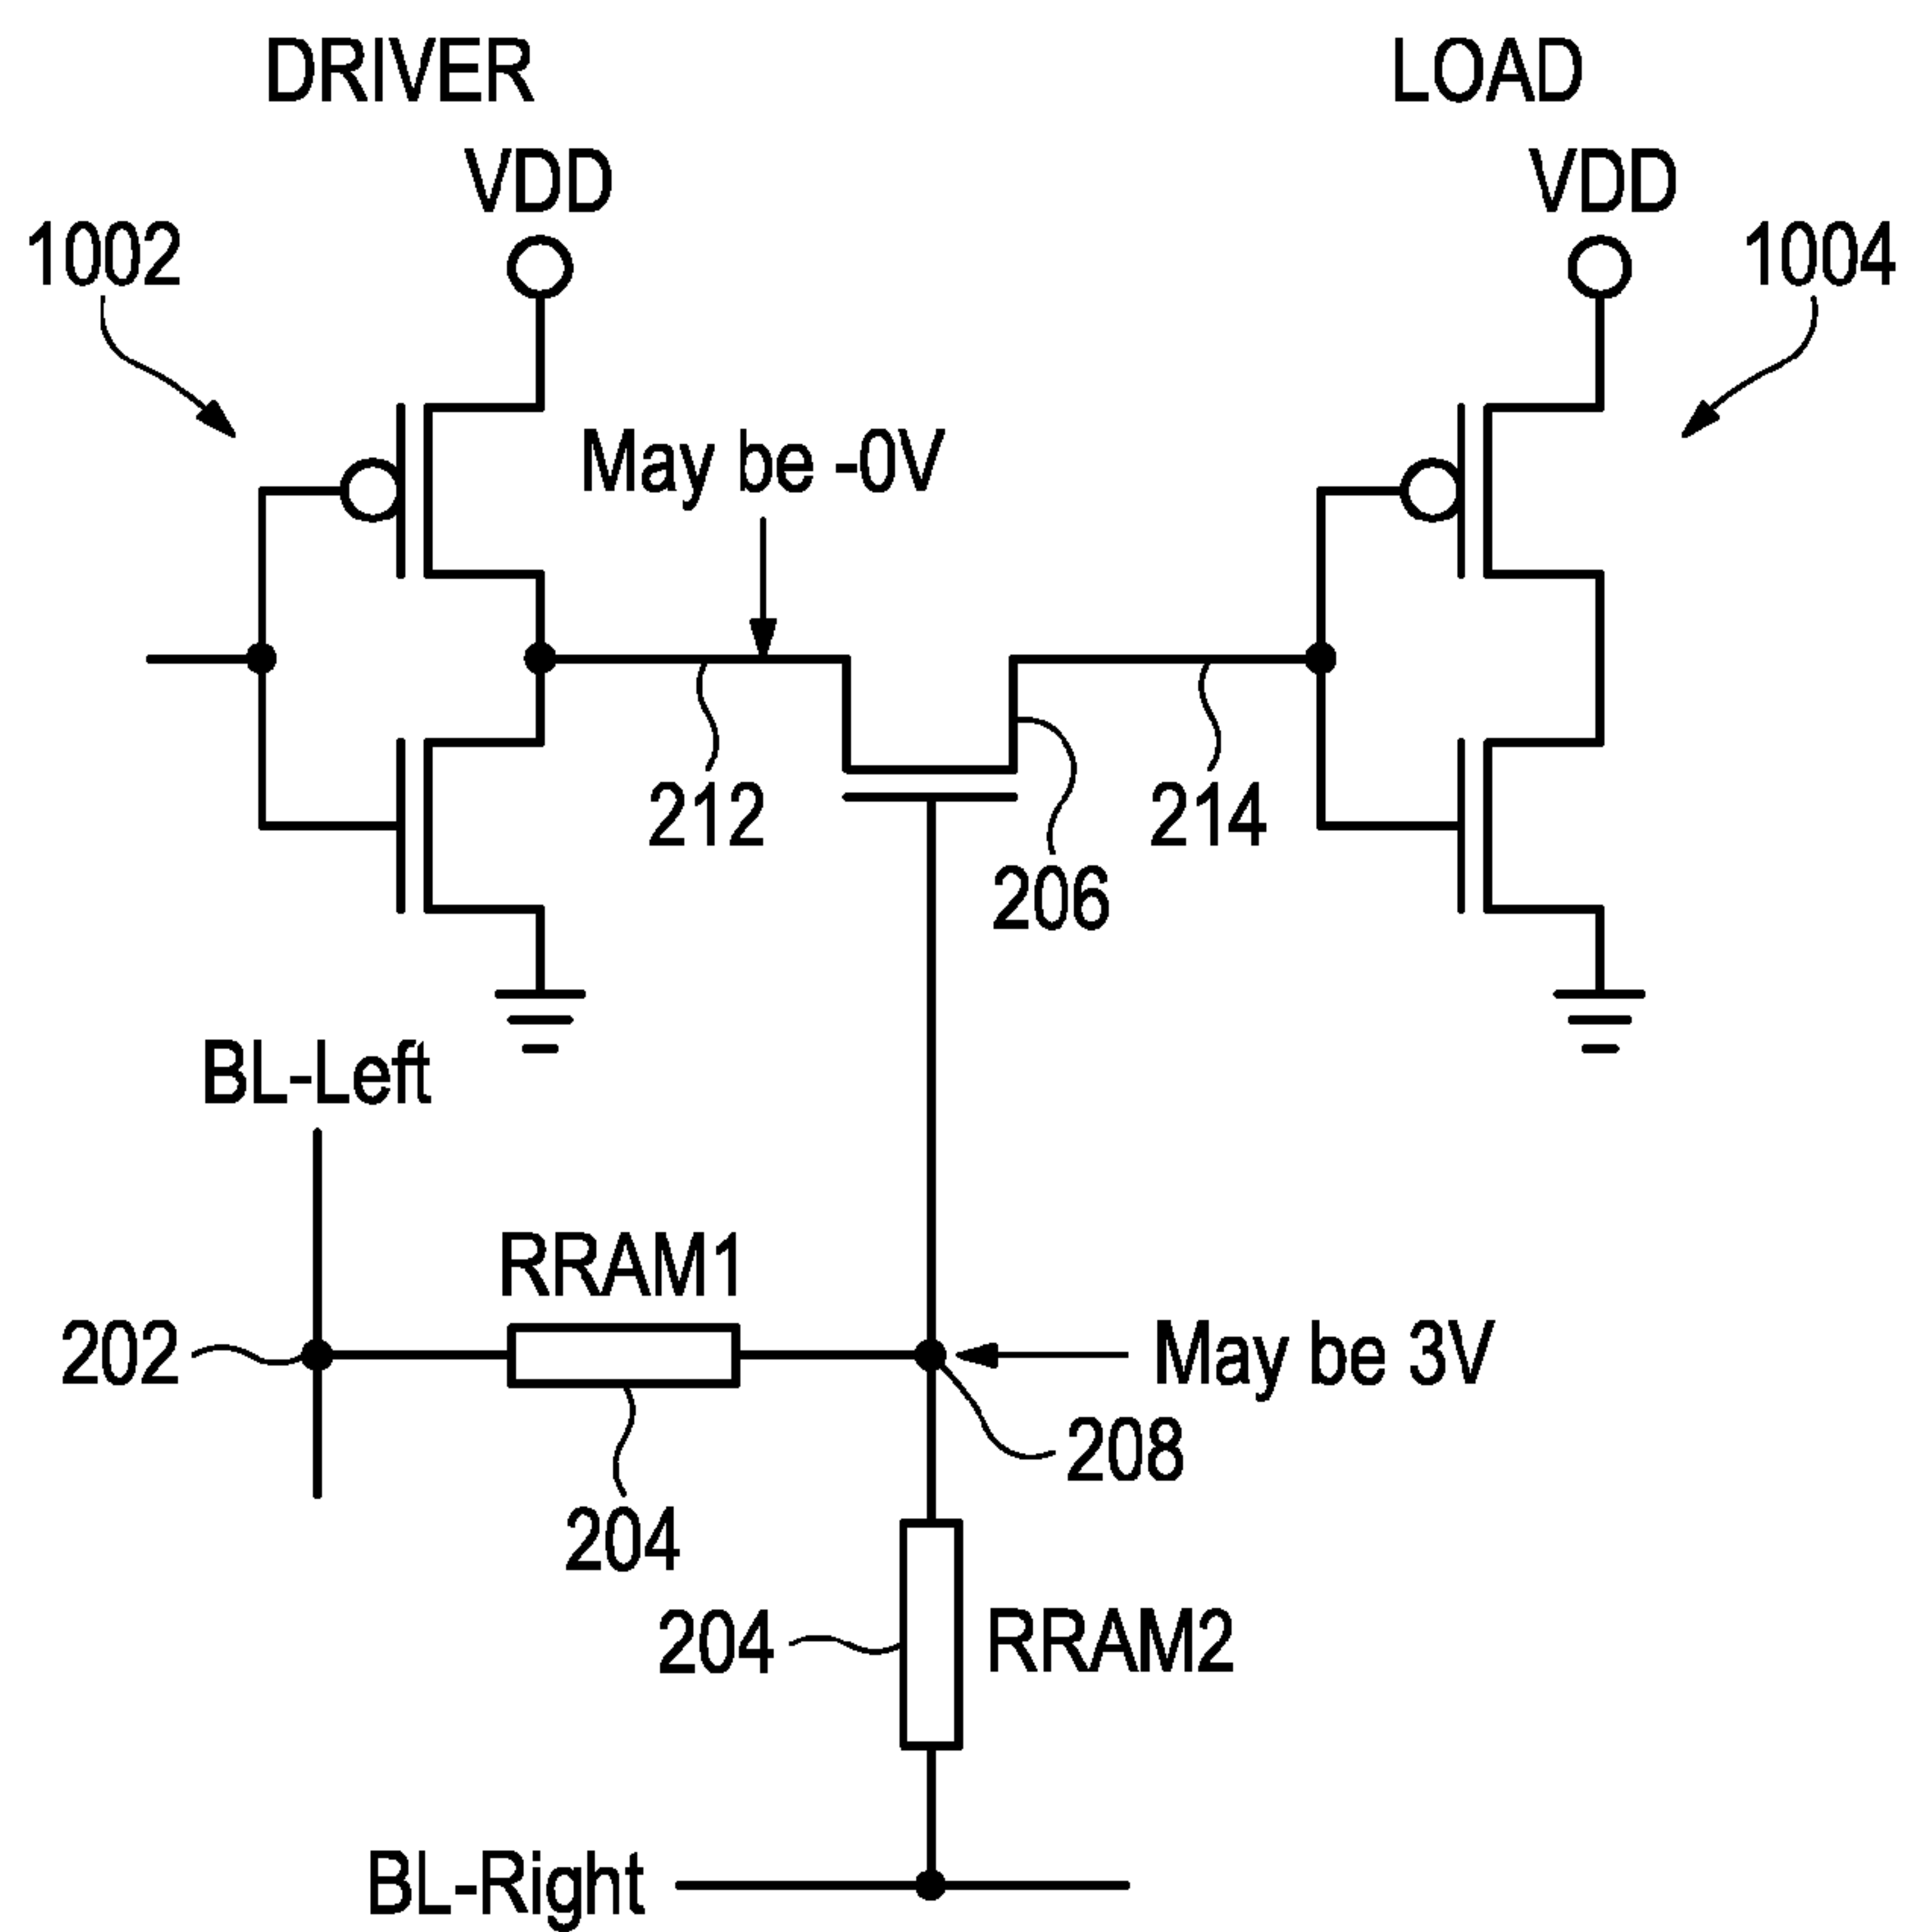 DRIVER
LOAD
VDD
VDD
1002
1004
May be -0V
212
214
206
BL-Left
RRAM1
202
May be 3V
208
204
204
RRAM2
BL-Right